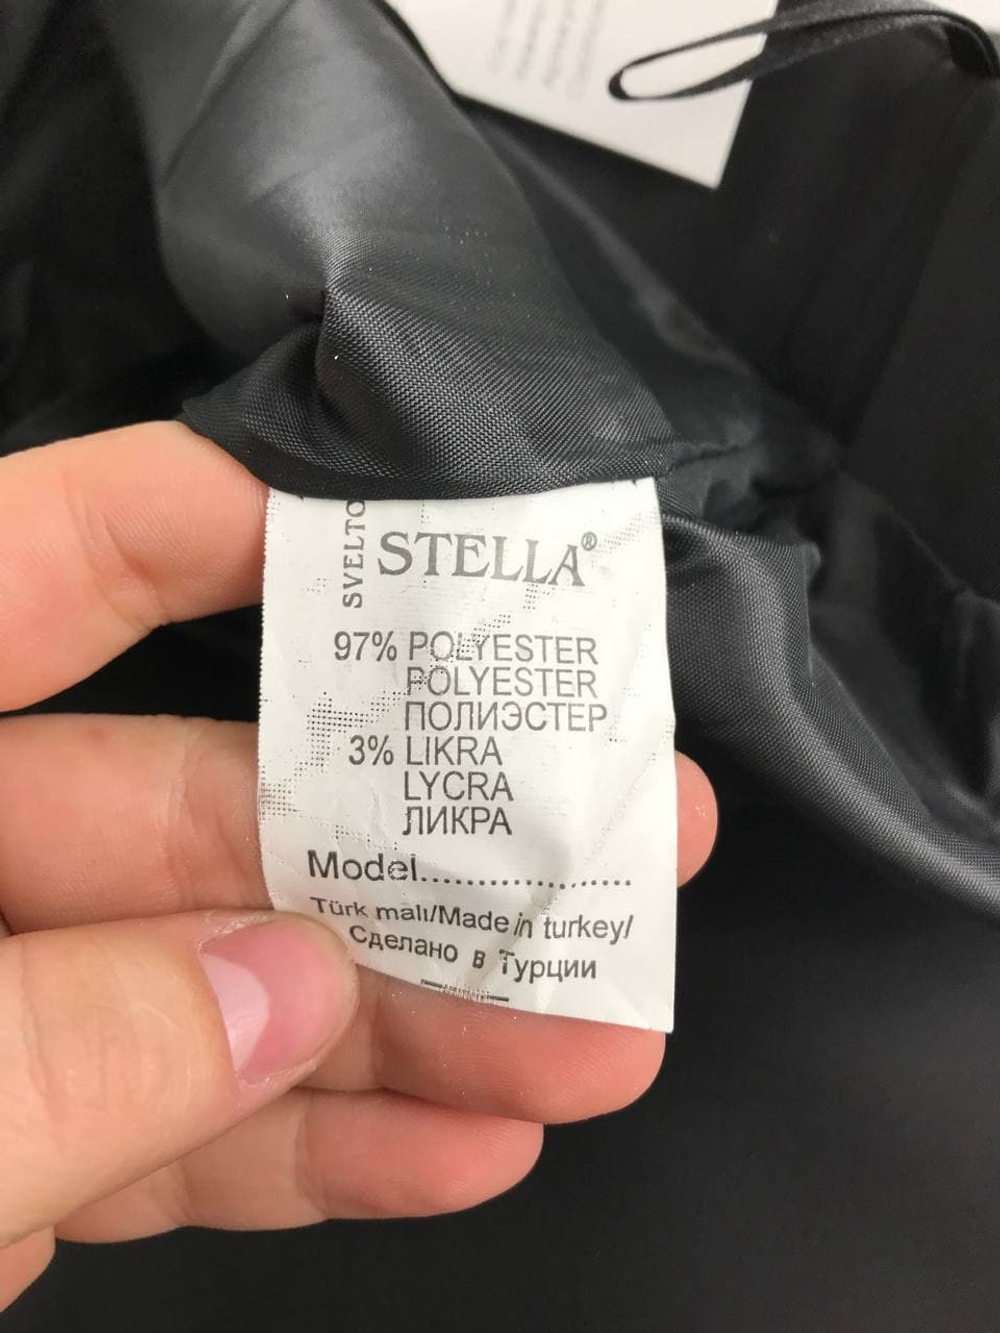 SVELTO
STELLA®
97% POLYESTER
POLYESTER
ПОЛИЭСТЕР
3% LIKRA
LYCRA
ЛИКРА
Model......................
Türk malı/Made in turkey/
Сделано в Турции